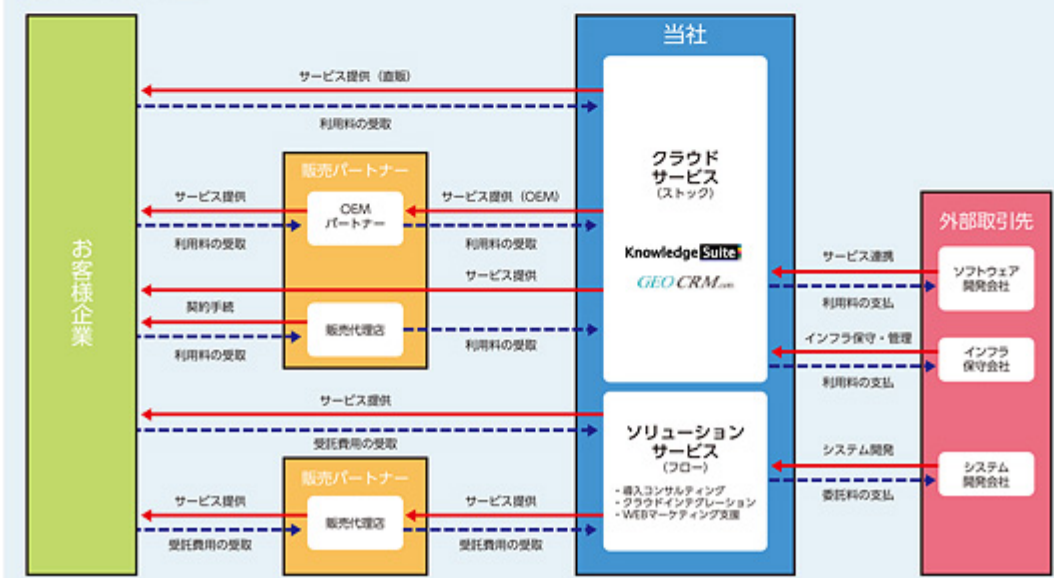 当社
サービス提供（直販）
利用料の受取
クラウド
サービス
（ストック）
Knowledge Suite
GEO CRM.com
販売パートナー
サービス提供
OEM
パートナー
サービス提供（OEM）
利用料の受取
利用料の受取
サービス提供
契約手続
販売代理店
利用料の受取
利用料の受取
お客様企業
外部取引先
サービス連携
ソフトウェア
開発会社
利用料の支払
インフラ保守・管理
インフラ
保守会社
利用料の支払
サービス提供
受託費用の受取
ソリューション
サービス
（フロー）
- 導入コンサルティング
- クラウドインテグレーション
- WEBマーケティング支援
システム開発
システム
開発会社
委託料の支払
販売パートナー
サービス提供
販売代理店
サービス提供
受託費用の受取
受託費用の受取